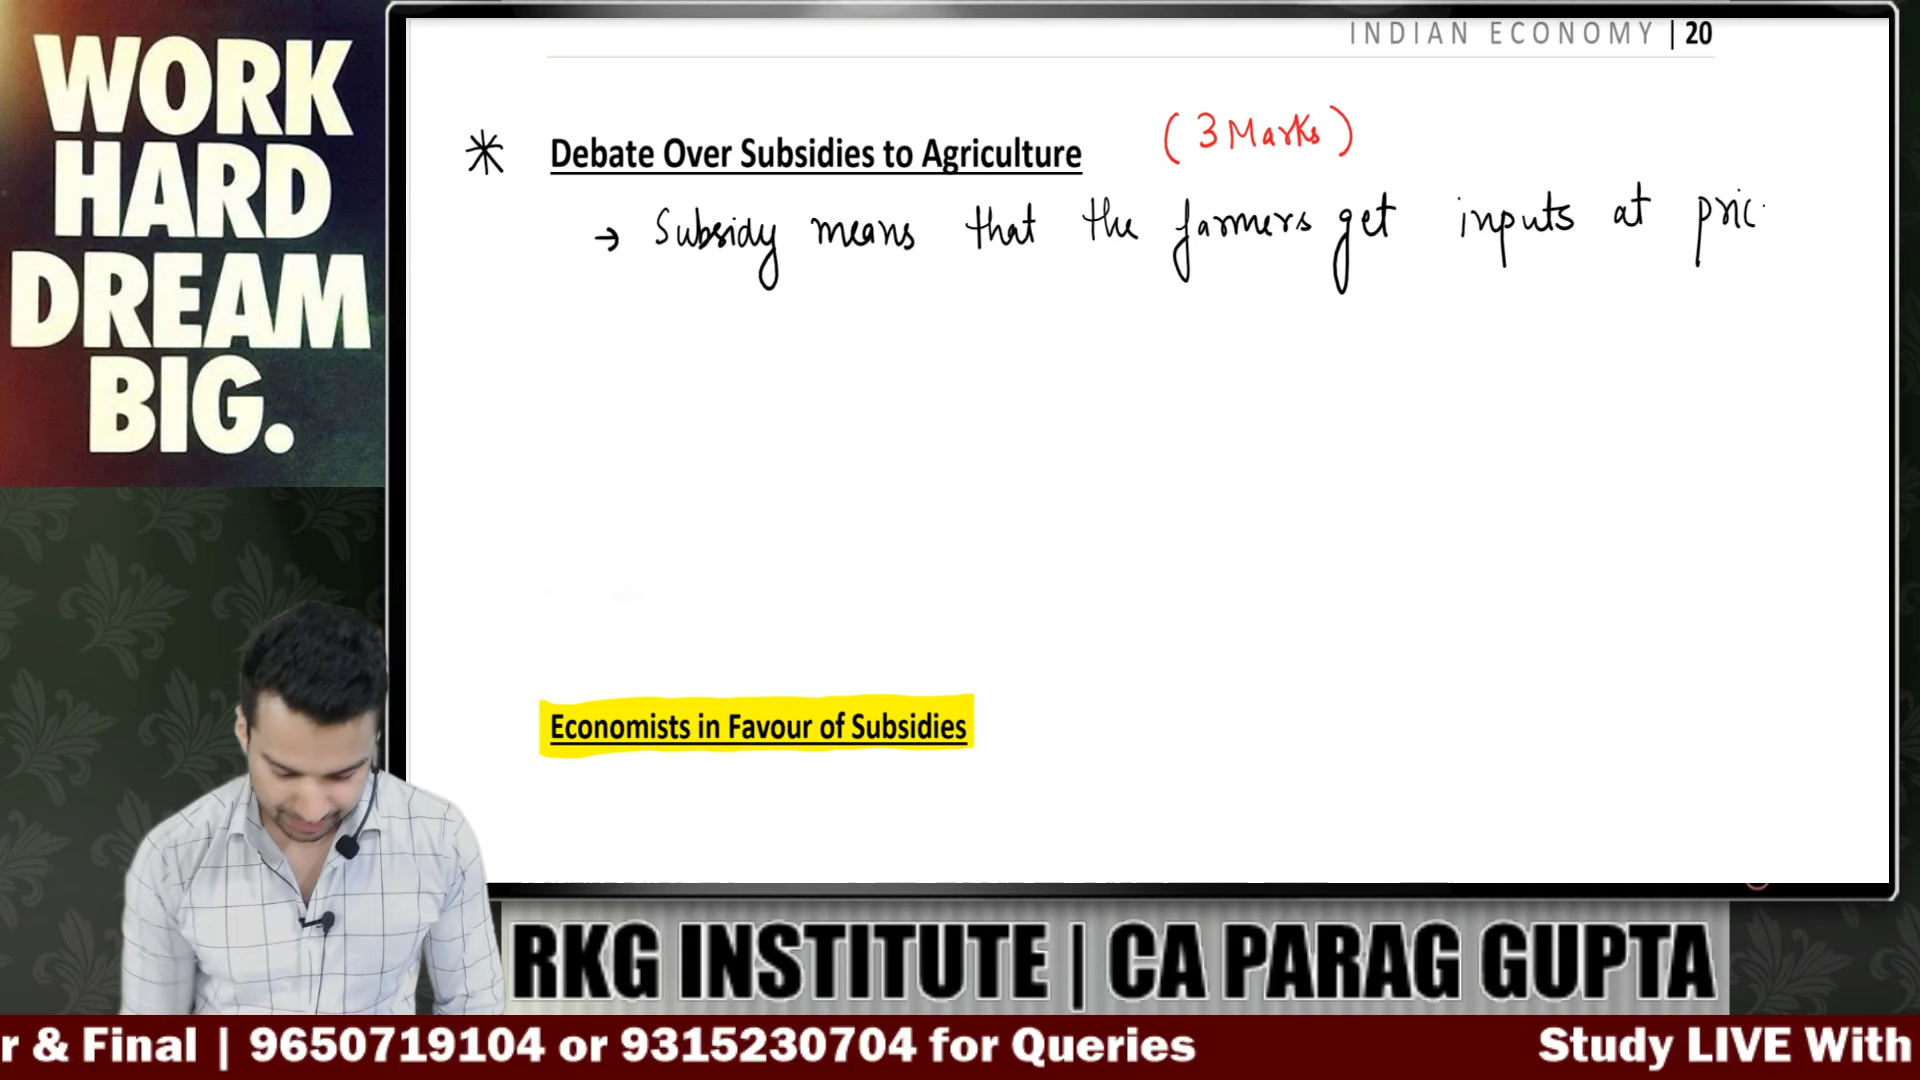 WORK
HARD
DREAM
BIG.
INDIAN ECONOMY | 20
Debate Over Subsidies to Agriculture (3 Marks)
→ Subsidy means that the farmers get inputs at pric
Economists in Favour of Subsidies
RKG INSTITUTE | CA PARAG GUPTA
r & Final | 9650719104 or 9315230704 for Queries Study LIVE With